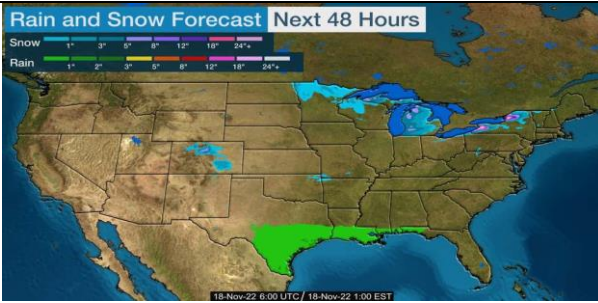 Rain and Snow Forecast Next 48 Hours
Snow 1" 3" 5" 8" 12" 18" 24"+
Rain 1" 2" 3" 5" 8" 12" 18" 24"+
18-Nov-22 6:00 UTC / 18-Nov-22 1:00 EST